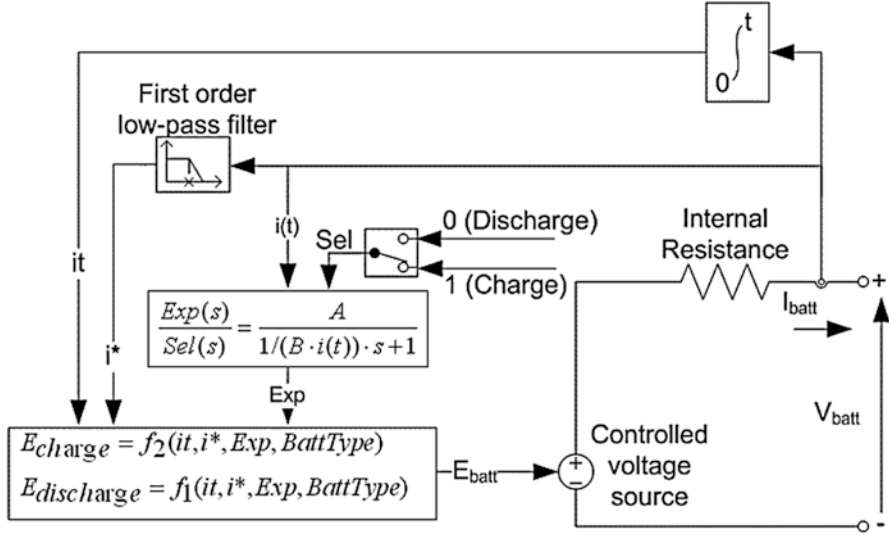 t
0
First order
low-pass filter
i(t)
Sel
0 (Discharge)
1 (Charge)
Internal
Resistance
+
I_batt
it
i*
Exp(s)/Sel(s) = A/(1/(B·i(t))·s+1)
Exp
V_batt
E_charge = f_2(it,i*,Exp,BattType)
E_discharge = f_1(it,i*,Exp,BattType)
E_batt
+
−
Controlled
voltage
source
-